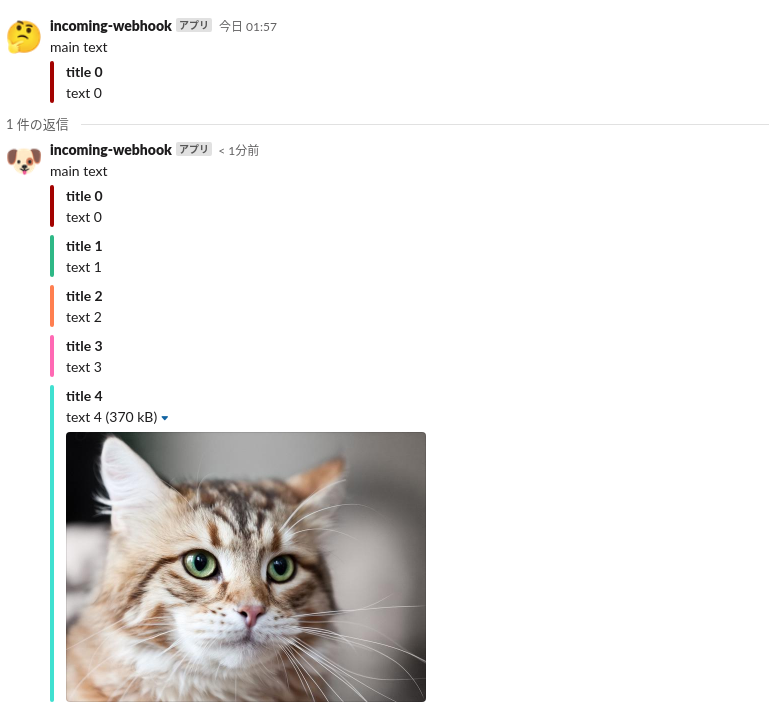 incoming-webhook アプリ 今日 01:57
main text
title 0
text 0
1 件の返信
incoming-webhook アプリ < 1分前
main text
title 0
text 0
title 1
text 1
title 2
text 2
title 3
text 3
title 4
text 4 (370 kB)